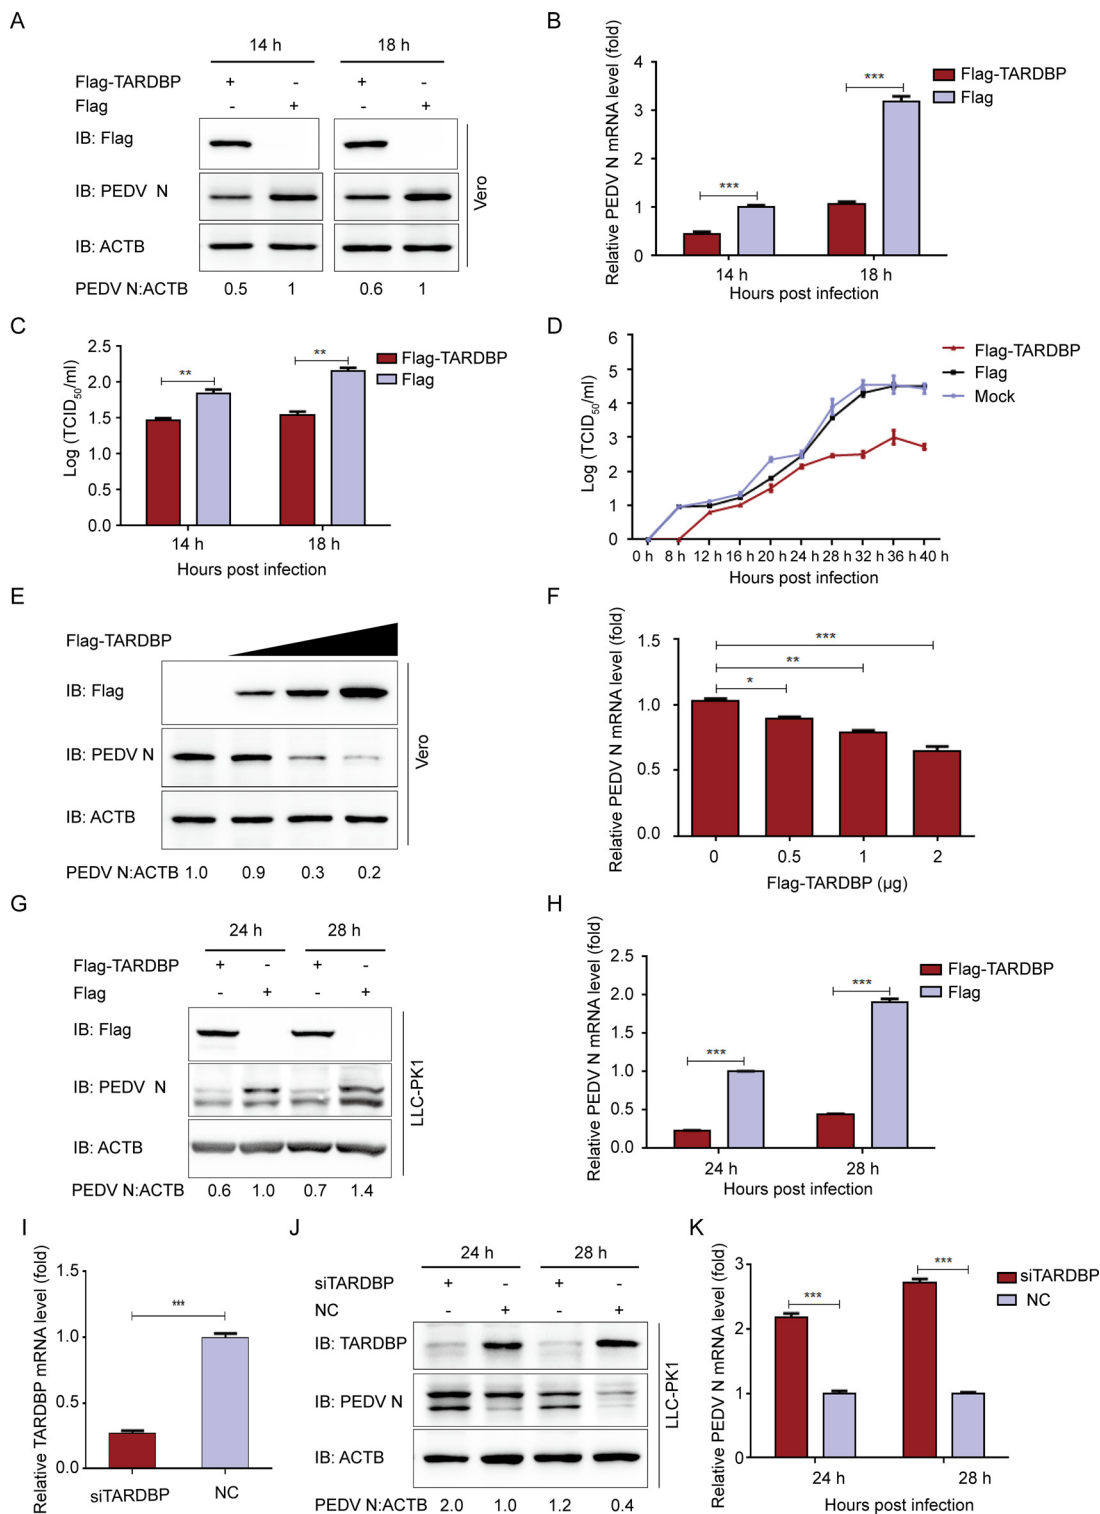 A
14 h 18 h
Flag-TARDBP + - + -
Flag - + - +
IB: Flag
IB: PEDV N
IB: ACTB
Vero
PEDV N:ACTB 0.5 1 0.6 1
B
Relative PEDV N mRNA level (fold)
4
3
2
1
0
*** ***
14 h 18 h
Hours post infection
Flag-TARDBP
Flag
C
Log (TCID50/ml)
2.5
2.0
1.5
1.0
0.5
0.0
** **
14 h 18 h
Hours post infection
Flag-TARDBP
Flag
D
Log (TCID50/ml)
6
5
4
3
2
1
0
0 h 8 h 12 h 16 h 20 h 24 h 28 h 32 h 36 h 40 h
Hours post infection
Flag-TARDBP
Flag
Mock
E
Flag-TARDBP
IB: Flag
IB: PEDV N
IB: ACTB
Vero
PEDV N:ACTB 1.0 0.9 0.3 0.2
F
Relative PEDV N mRNA level (fold)
1.5
1.0
0.5
0.0
***
**
*
0 0.5 1 2
Flag-TARDBP (µg)
G
24 h 28 h
Flag-TARDBP + - + -
Flag - + - +
IB: Flag
IB: PEDV N
IB: ACTB
LLC-PK1
PEDV N:ACTB 0.6 1.0 0.7 1.4
H
Relative PEDV N mRNA level (fold)
2.5
2.0
1.5
1.0
0.5
0.0
*** ***
24 h 28 h
Hours post infection
Flag-TARDBP
Flag
I
Relative TARDBP mRNA level (fold)
1.5
1.0
0.5
0.0
***
siTARDBP NC
J
24 h 28 h
siTARDBP + - + -
NC - + - +
IB: TARDBP
IB: PEDV N
IB: ACTB
LLC-PK1
PEDV N:ACTB 2.0 1.0 1.2 0.4
K
Relative PEDV N mRNA level (fold)
3
2
1
0
*** ***
24 h 28 h
Hours post infection
siTARDBP
NC